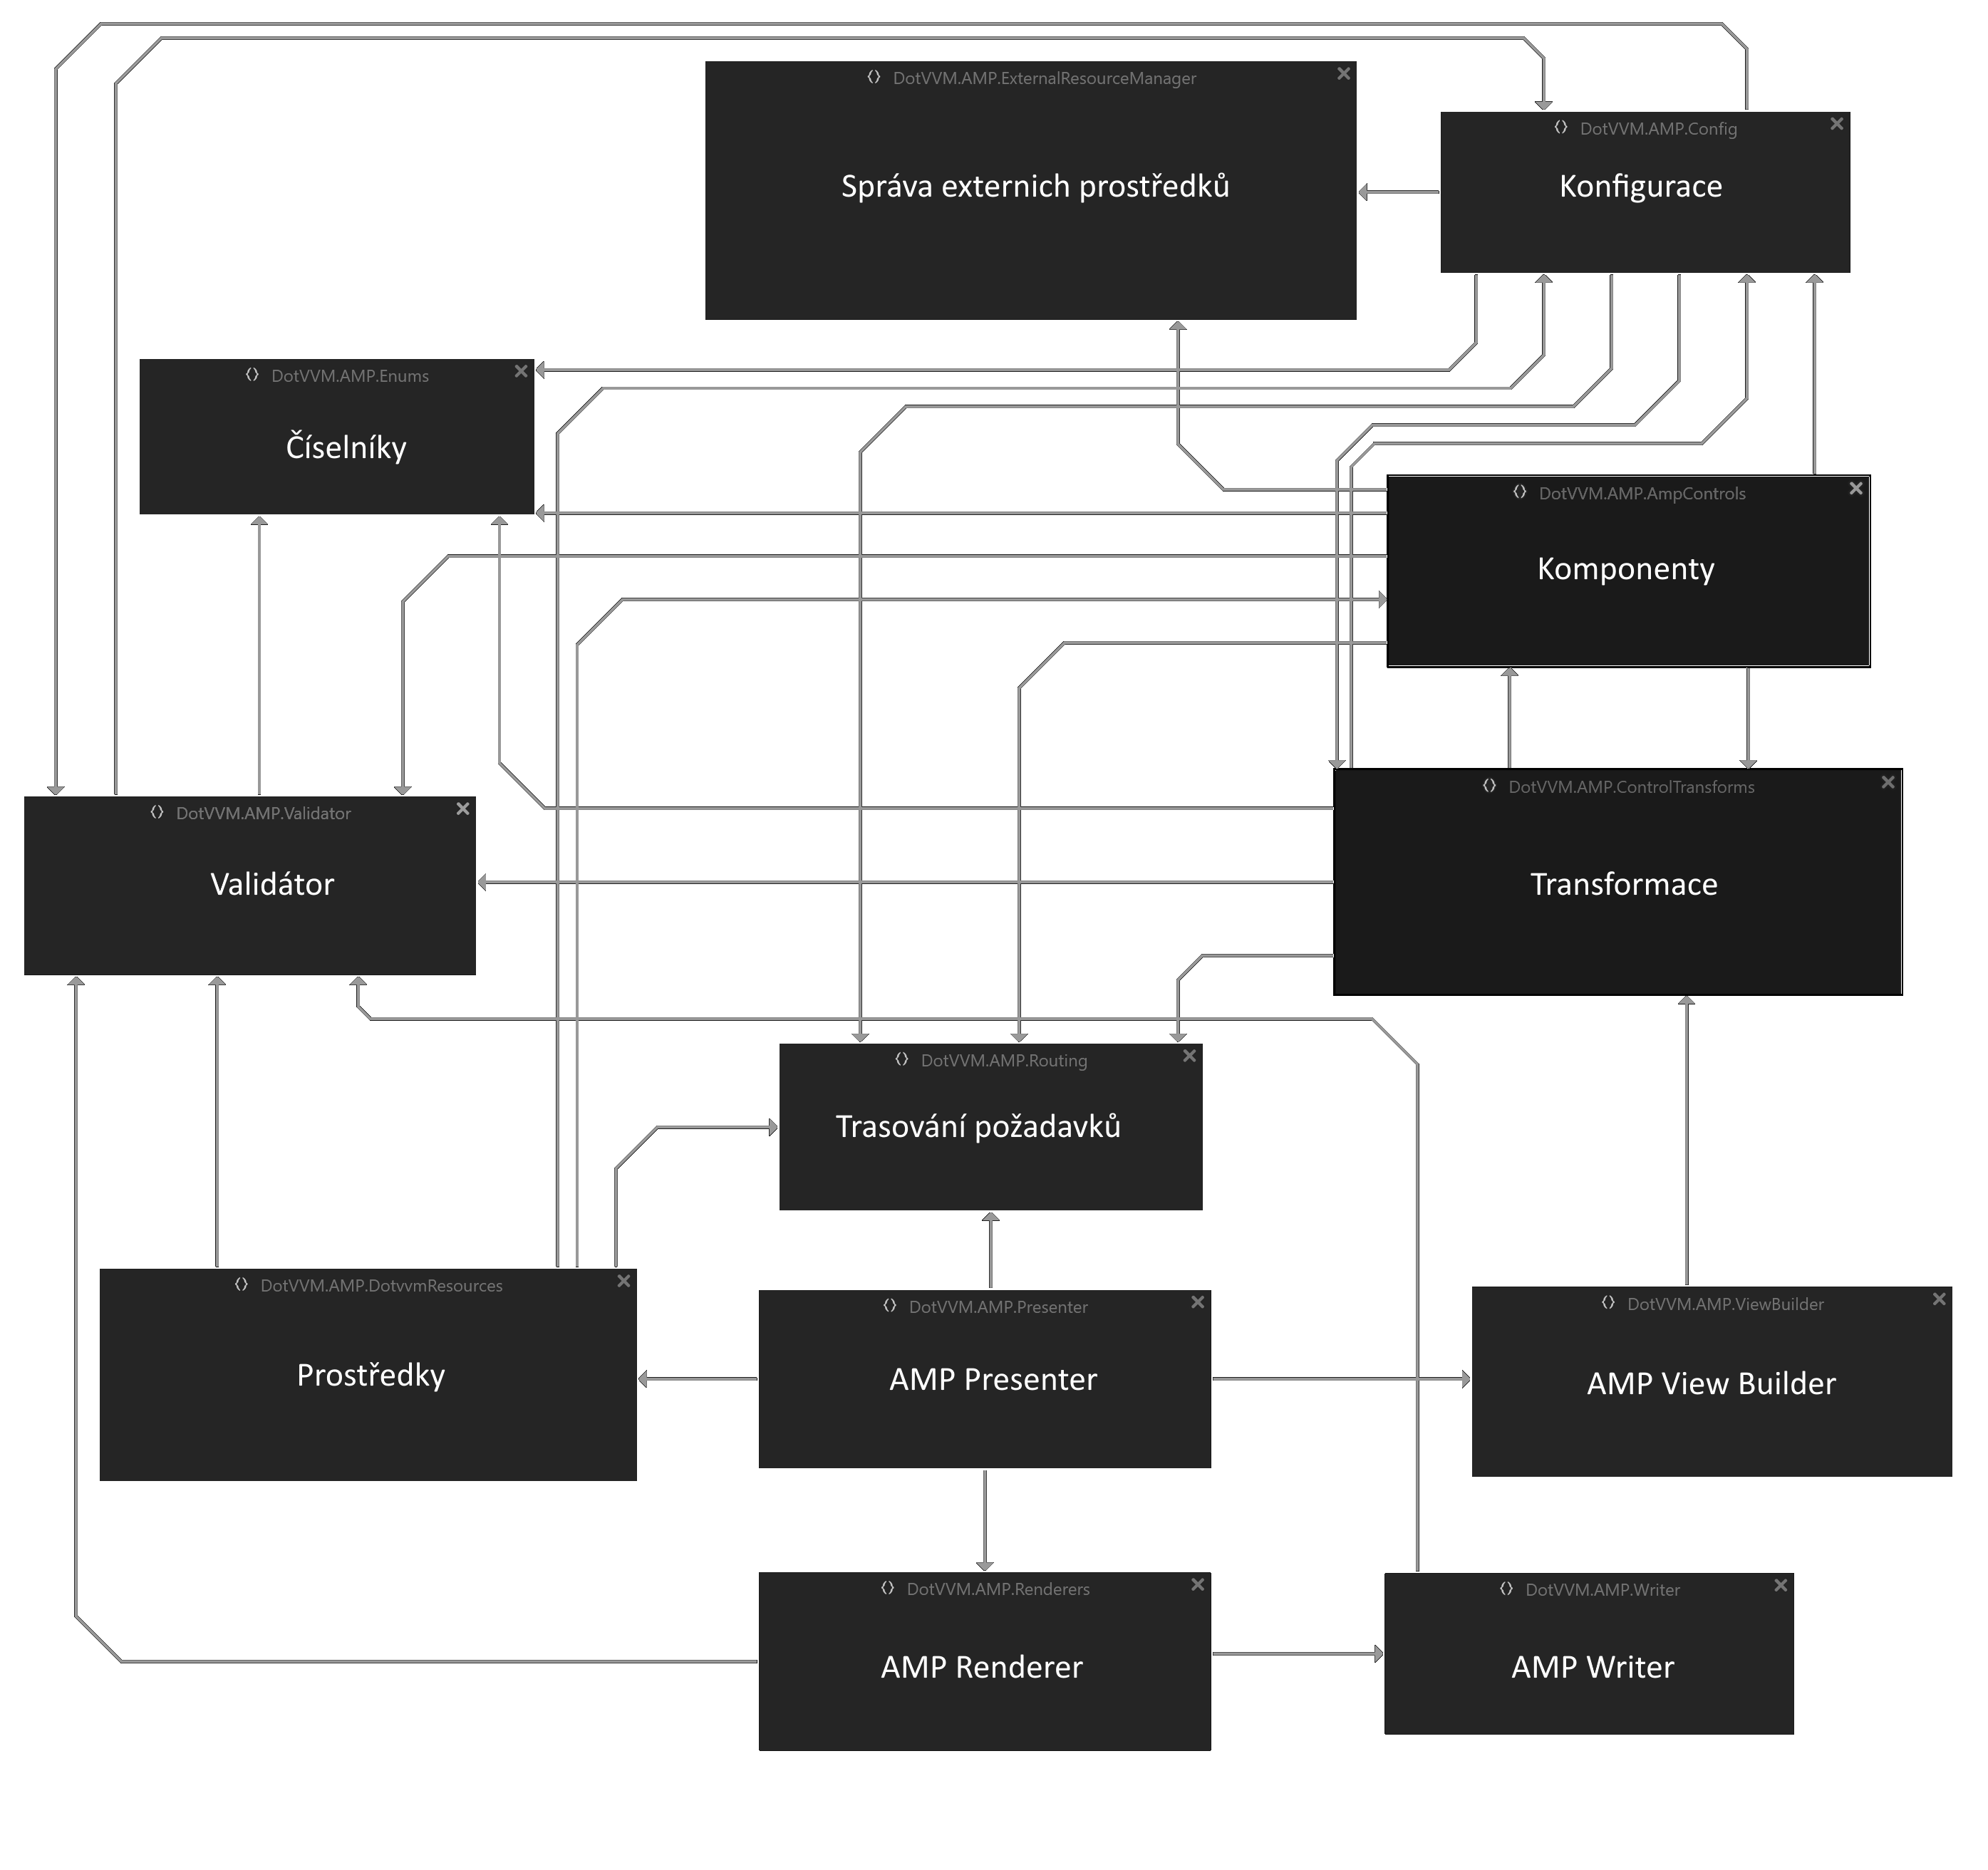 DotVVM.AMP.ExternalResourceManager
Správa externich prostředků
DotVVM.AMP.Config
Konfigurace
DotVVM.AMP.Enums
Číselníky
DotVVM.AMP.AmpControls
Komponenty
DotVVM.AMP.Validator
Validátor
DotVVM.AMP.ControlTransforms
Transformace
DotVVM.AMP.Routing
Trasování požadavků
DotVVM.AMP.DotvvmResources
Prostředky
DotVVM.AMP.Presenter
AMP Presenter
DotVVM.AMP.ViewBuilder
AMP View Builder
DotVVM.AMP.Renderers
AMP Renderer
DotVVM.AMP.Writer
AMP Writer